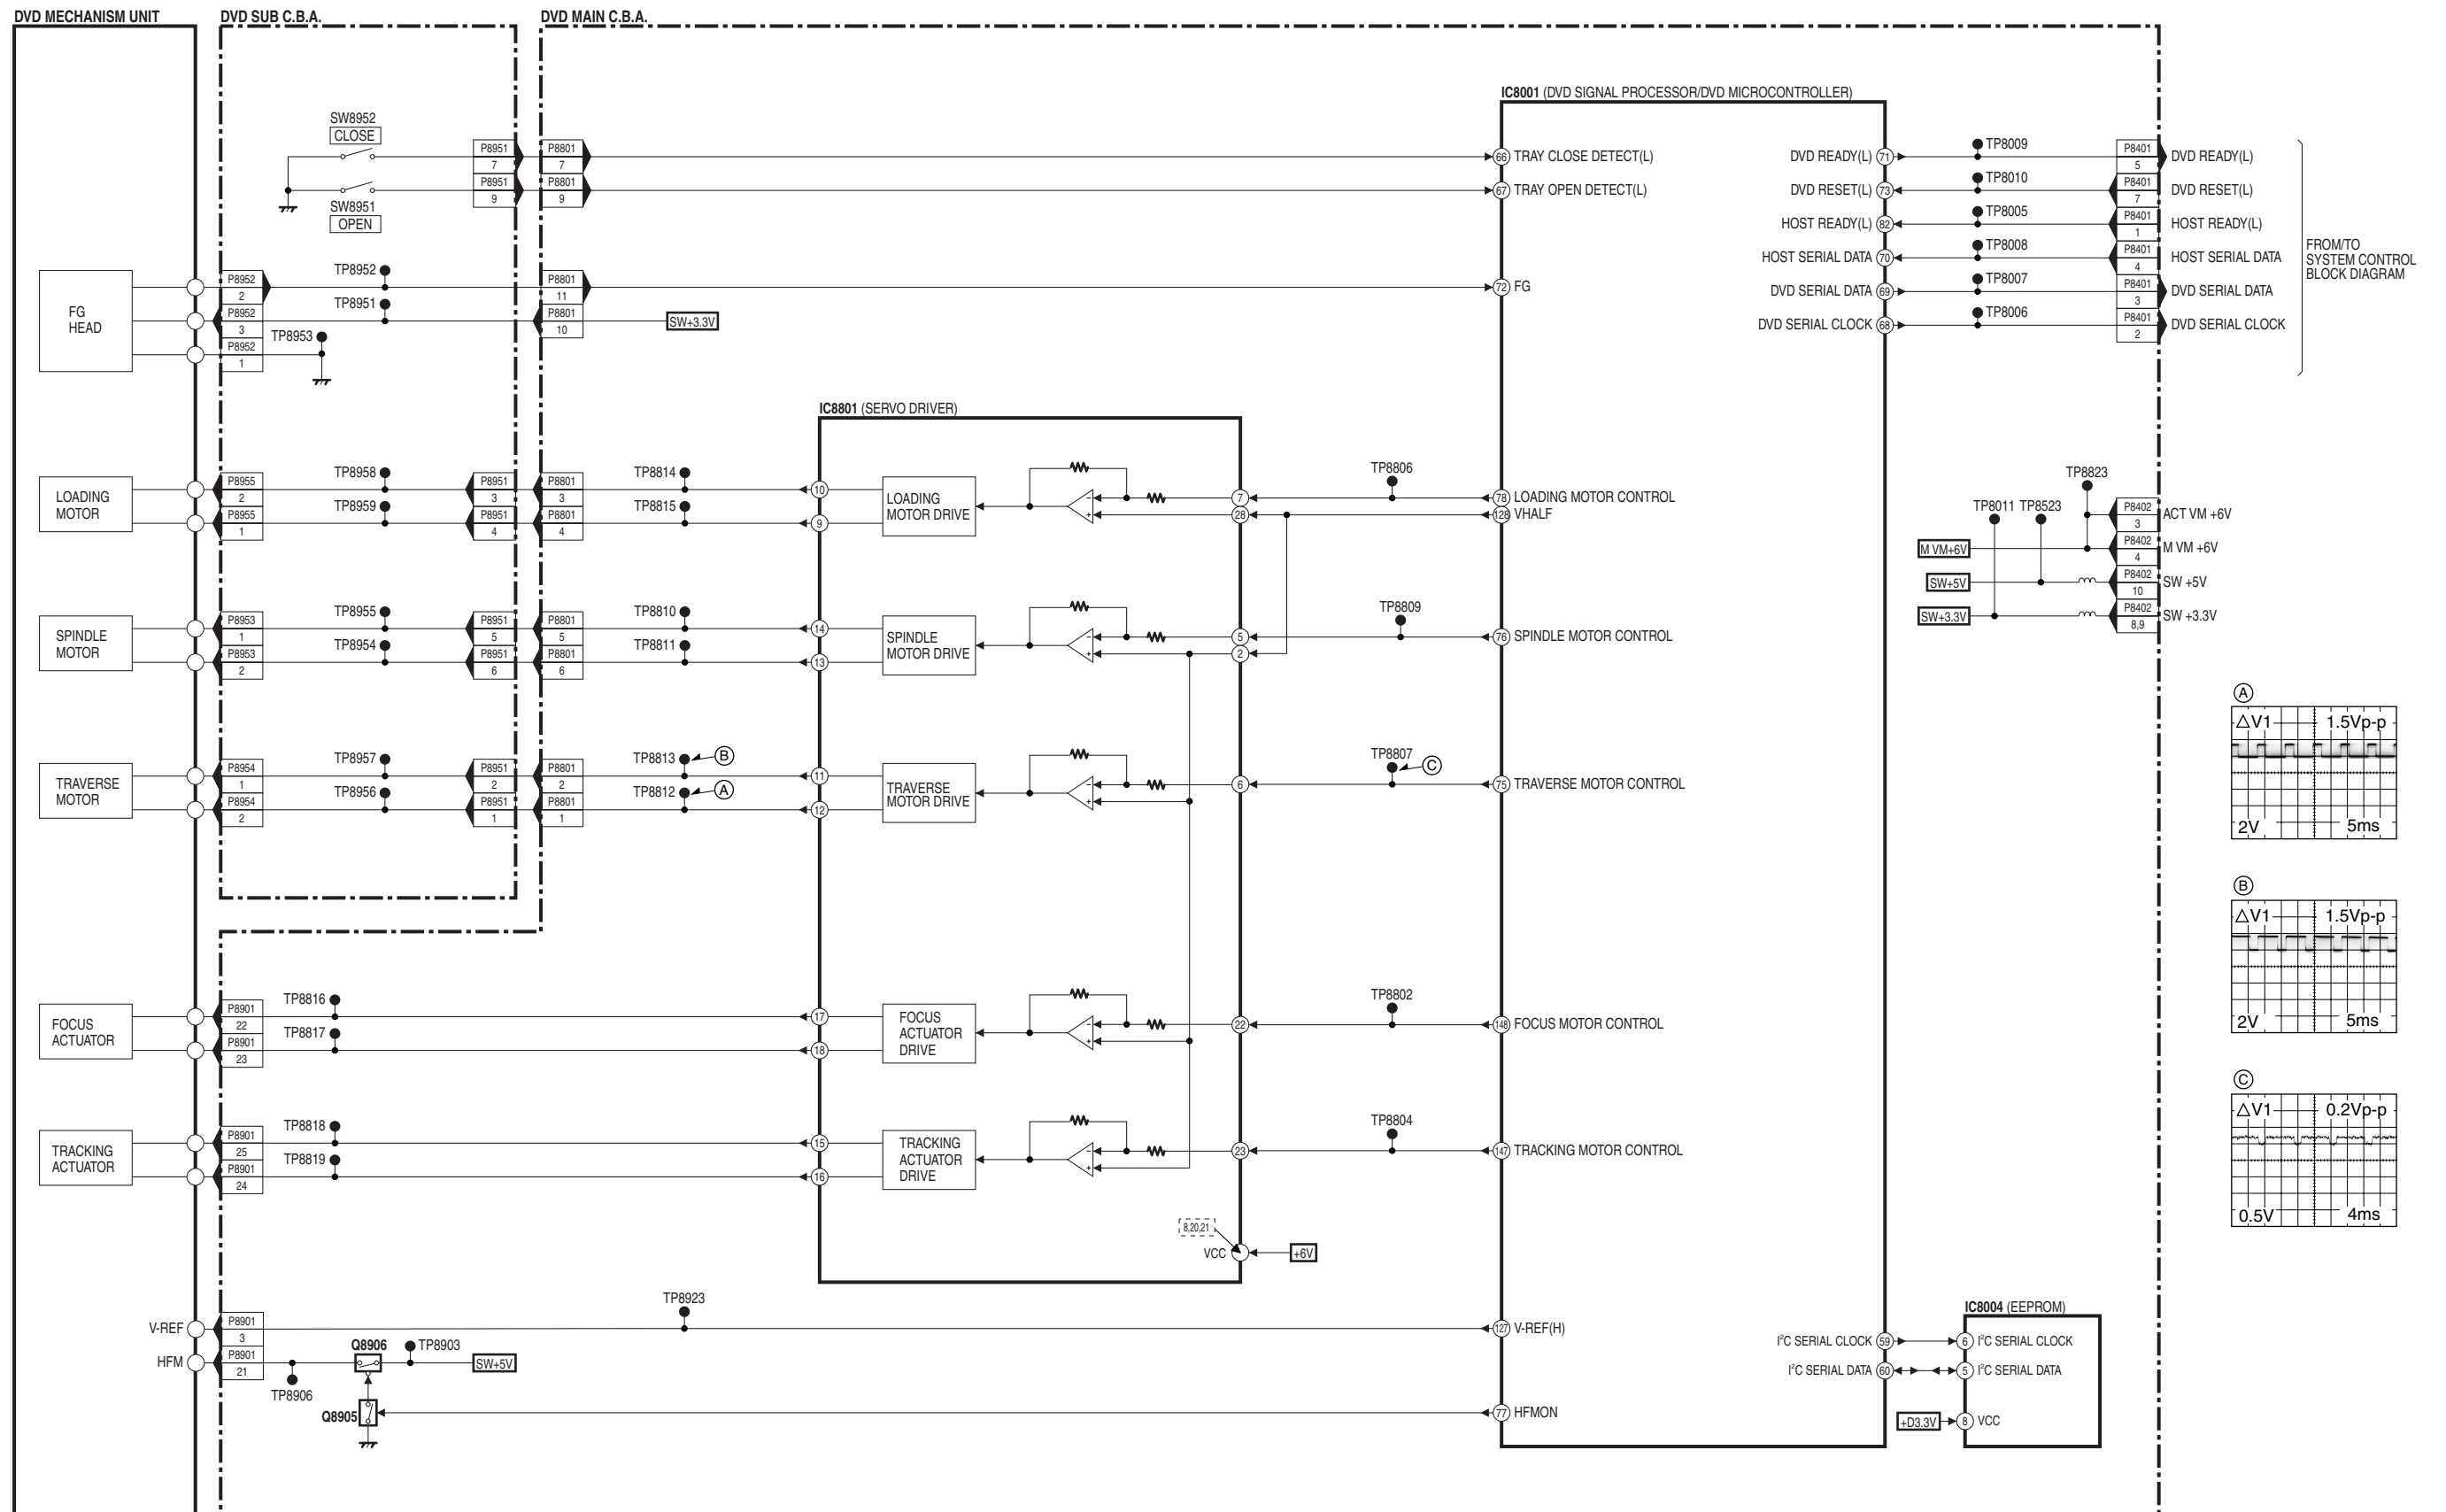 DVD MECHANISM UNIT
DVD SUB C.B.A.
DVD MAIN C.B.A.
SW8952
CLOSE
P8951
7
P8801
7
P8951
9
P8801
9
SW8951
OPEN
FG
HEAD
P8952
2
P8952
3
P8952
1
TP8952
TP8951
TP8953
P8801
11
P8801
10
SW+3.3V
LOADING
MOTOR
P8955
2
P8955
1
TP8958
TP8959
P8951
3
P8951
4
P8801
3
P8801
4
TP8814
TP8815
SPINDLE
MOTOR
P8953
1
P8953
2
TP8955
TP8954
P8951
5
P8951
6
P8801
5
P8801
6
TP8810
TP8811
TRAVERSE
MOTOR
P8954
1
P8954
2
TP8957
TP8956
P8951
2
P8951
1
P8801
2
P8801
1
TP8813
B
TP8812
A
FOCUS
ACTUATOR
P8901
22
P8901
23
TP8816
TP8817
TRACKING
ACTUATOR
P8901
25
P8901
24
TP8818
TP8819
V-REF
HFM
P8901
3
P8901
21
TP8923
TP8906
Q8906
TP8903
SW+5V
Q8905
IC8801 (SERVO DRIVER)
10
9
LOADING
MOTOR DRIVE
-
+
7
28
14
13
SPINDLE
MOTOR DRIVE
-
+
5
2
11
12
TRAVERSE
MOTOR DRIVE
-
+
6
17
18
FOCUS
ACTUATOR
DRIVE
-
+
22
15
16
TRACKING
ACTUATOR
DRIVE
-
+
23
8,20,21
VCC
+6V
TP8806
TP8809
TP8807
C
TP8802
TP8804
IC8001 (DVD SIGNAL PROCESSOR/DVD MICROCONTROLLER)
66 TRAY CLOSE DETECT(L)
67 TRAY OPEN DETECT(L)
72 FG
78 LOADING MOTOR CONTROL
128 VHALF
76 SPINDLE MOTOR CONTROL
75 TRAVERSE MOTOR CONTROL
148 FOCUS MOTOR CONTROL
147 TRACKING MOTOR CONTROL
127 V-REF(H)
77 HFMON
DVD READY(L) 71
DVD RESET(L) 73
HOST READY(L) 82
HOST SERIAL DATA 70
DVD SERIAL DATA 69
DVD SERIAL CLOCK 68
I²C SERIAL CLOCK 59
I²C SERIAL DATA 60
TP8009
TP8010
TP8005
TP8008
TP8007
TP8006
P8401
5
DVD READY(L)
P8401
7
DVD RESET(L)
P8401
1
HOST READY(L)
P8401
4
HOST SERIAL DATA
P8401
3
DVD SERIAL DATA
P8401
2
DVD SERIAL CLOCK
FROM/TO
SYSTEM CONTROL
BLOCK DIAGRAM
TP8823
TP8011 TP8523
M VM+6V
SW+5V
SW+3.3V
P8402
3
ACT VM +6V
P8402
4
M VM +6V
P8402
10
SW +5V
P8402
8,9
SW +3.3V
A
△V1 1.5Vp-p
2V 5ms
B
△V1 1.5Vp-p
2V 5ms
C
△V1 0.2Vp-p
0.5V 4ms
IC8004 (EEPROM)
6 I²C SERIAL CLOCK
5 I²C SERIAL DATA
+D3.3V
8 VCC